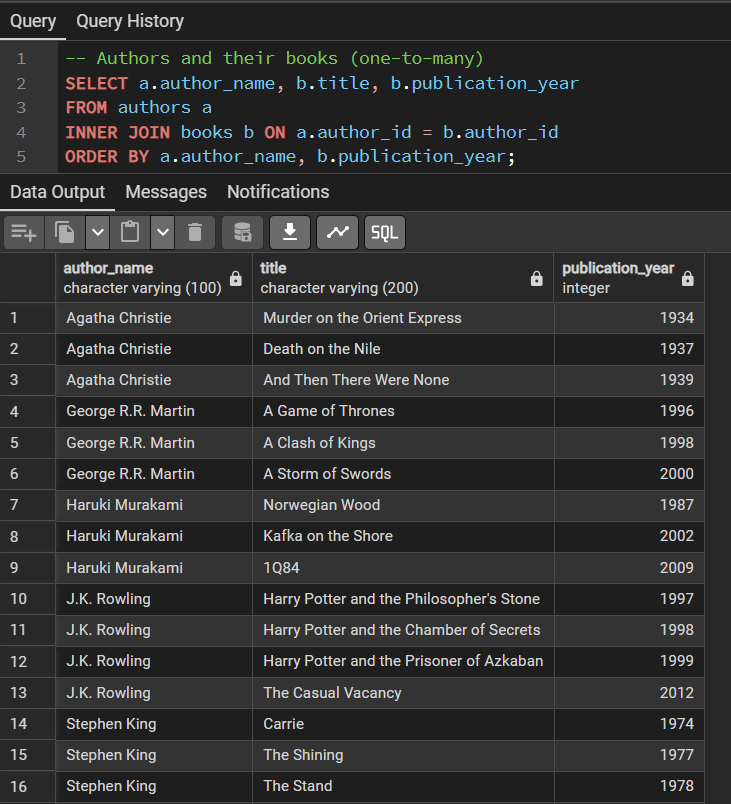 Query Query History
1 -- Authors and their books (one-to-many)
2 SELECT a.author_name, b.title, b.publication_year
3 FROM authors a
4 INNER JOIN books b ON a.author_id = b.author_id
5 ORDER BY a.author_name, b.publication_year;
Data Output Messages Notifications
SQL
author_name title publication_year
character varying (100) character varying (200) integer
1 Agatha Christie Murder on the Orient Express 1934
2 Agatha Christie Death on the Nile 1937
3 Agatha Christie And Then There Were None 1939
4 George R.R. Martin A Game of Thrones 1996
5 George R.R. Martin A Clash of Kings 1998
6 George R.R. Martin A Storm of Swords 2000
7 Haruki Murakami Norwegian Wood 1987
8 Haruki Murakami Kafka on the Shore 2002
9 Haruki Murakami 1Q84 2009
10 J.K. Rowling Harry Potter and the Philosopher's Stone 1997
11 J.K. Rowling Harry Potter and the Chamber of Secrets 1998
12 J.K. Rowling Harry Potter and the Prisoner of Azkaban 1999
13 J.K. Rowling The Casual Vacancy 2012
14 Stephen King Carrie 1974
15 Stephen King The Shining 1977
16 Stephen King The Stand 1978